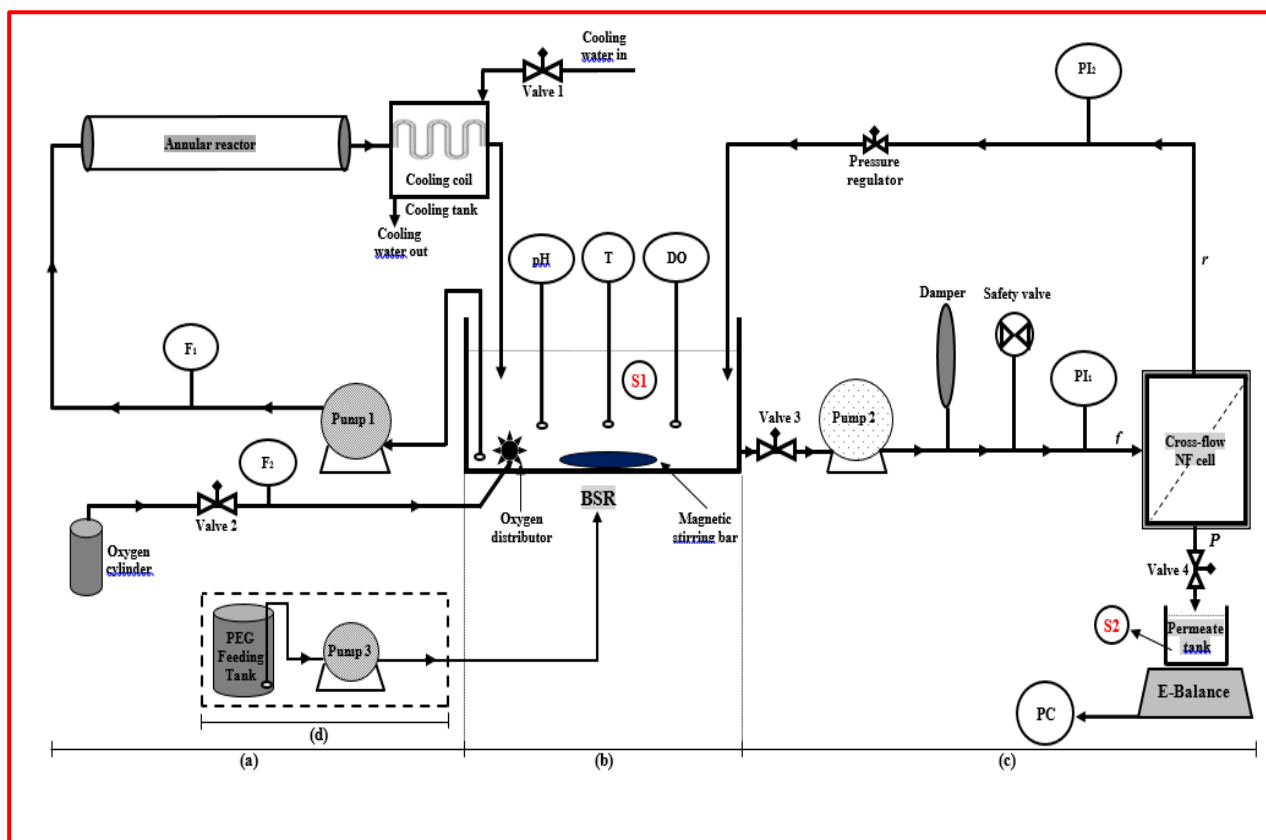 Cooling
water in
Valve 1
PI₂
Annular reactor
Cooling coil
Cooling tank
Cooling
water out
Pressure
regulator
pH
T
DO
r
Damper
Safety valve
F₁
S1
PI₁
Pump 1
Valve 3
Pump 2
f
Cross-flow
NF cell
F₂
Valve 2
BSR
Oxygen
distributor
Magnetic
stirring bar
P
Oxygen
cylinder
Valve 4
PEG
Feeding
Tank
Pump 3
S2
Permeate
tank
E-Balance
PC
(d)
(a)
(b)
(c)